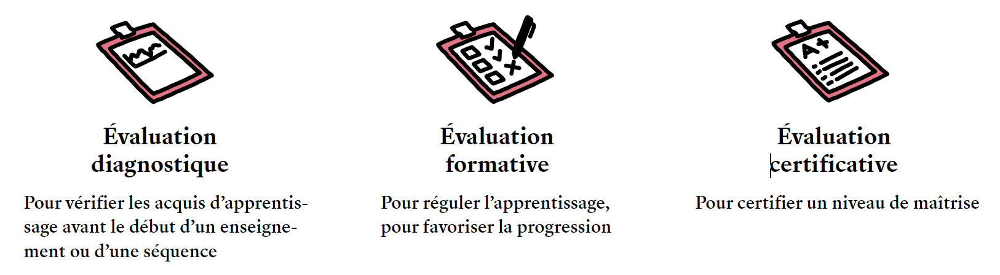 A+
Évaluation
diagnostique
Pour vérifier les acquis d’apprentis-
sage avant le début d’un enseigne-
ment ou d’une séquence
Évaluation
formative
Pour réguler l’apprentissage,
pour favoriser la progression
Évaluation
certificative
Pour certifier un niveau de maîtrise